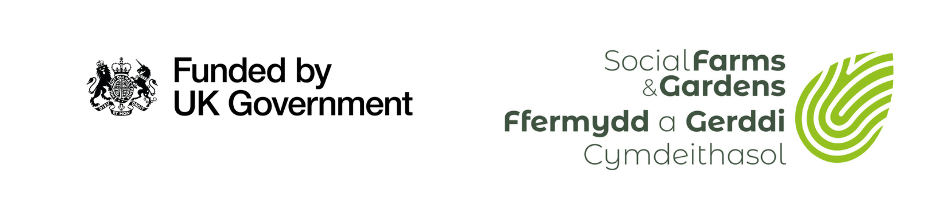 Funded by
UK Government
Social Farms
& Gardens
Ffermydd a Gerddi
Cymdeithasol